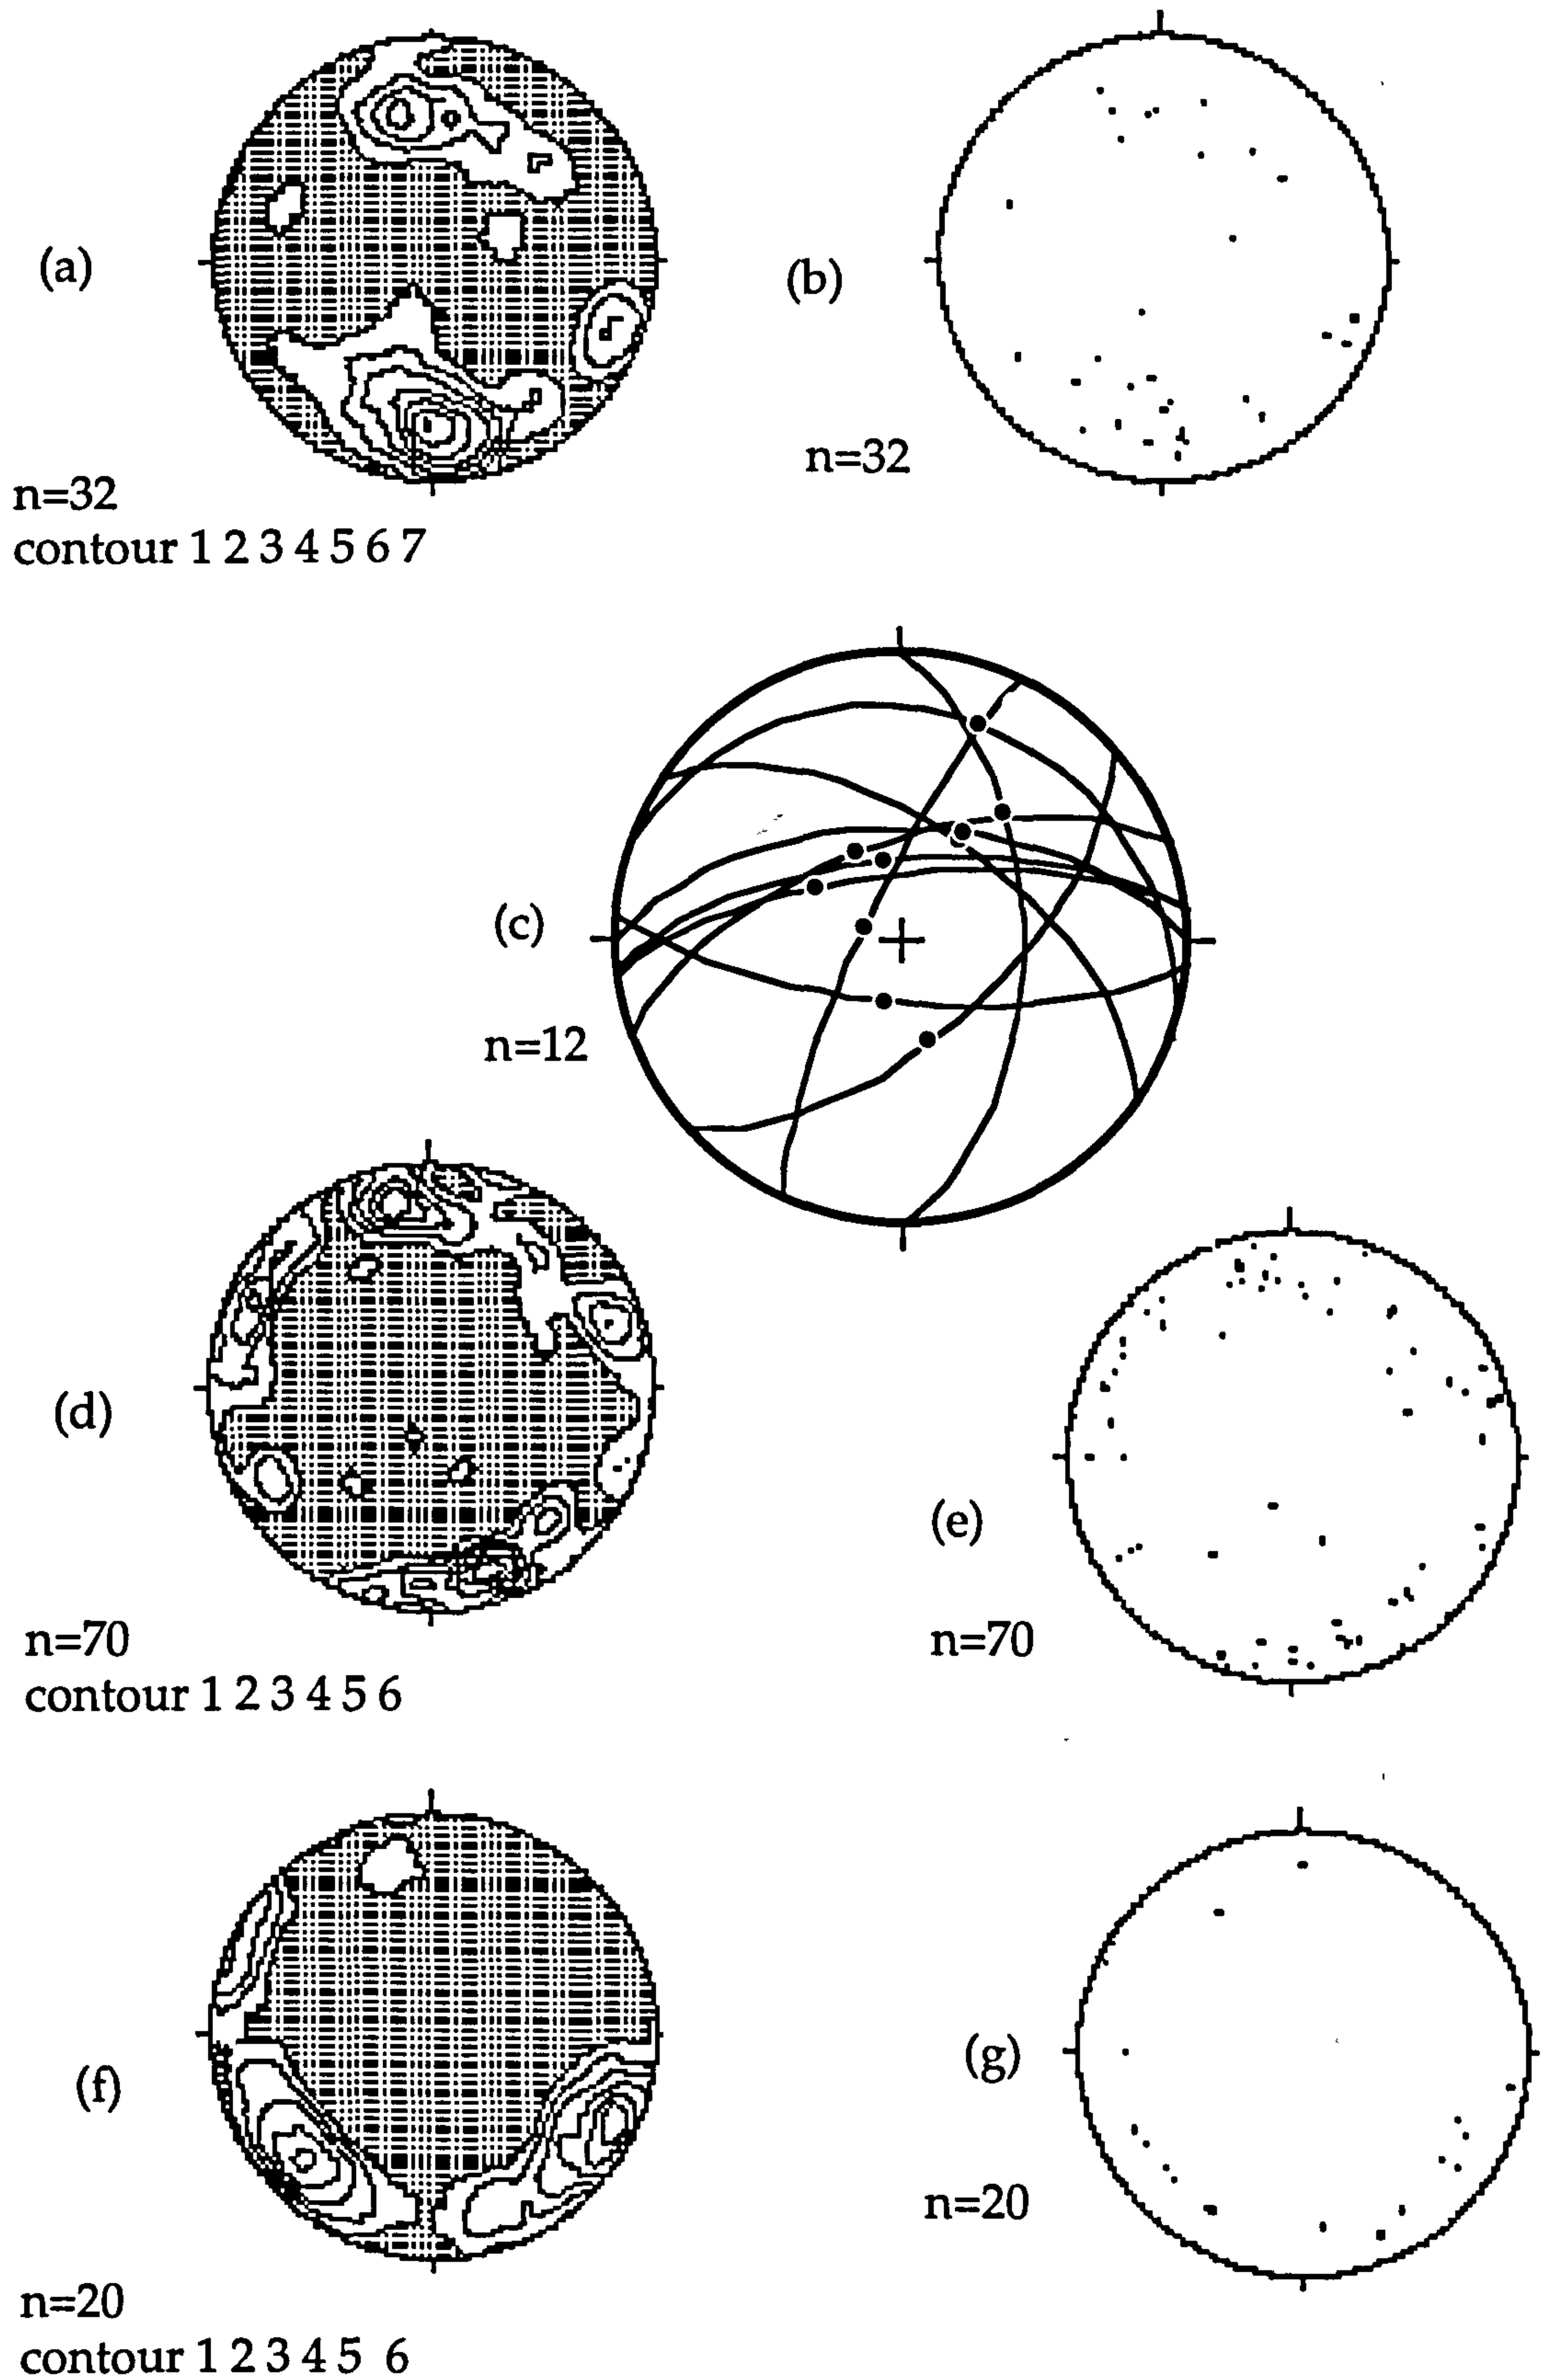 (a)
(b)
n=32
n=32
contour 1 2 3 4 5 6 7
(c)
n=12
(d)
(e)
n=70
n=70
contour 1 2 3 4 5 6
(f)
(g)
n=20
n=20
contour 1 2 3 4 5 6